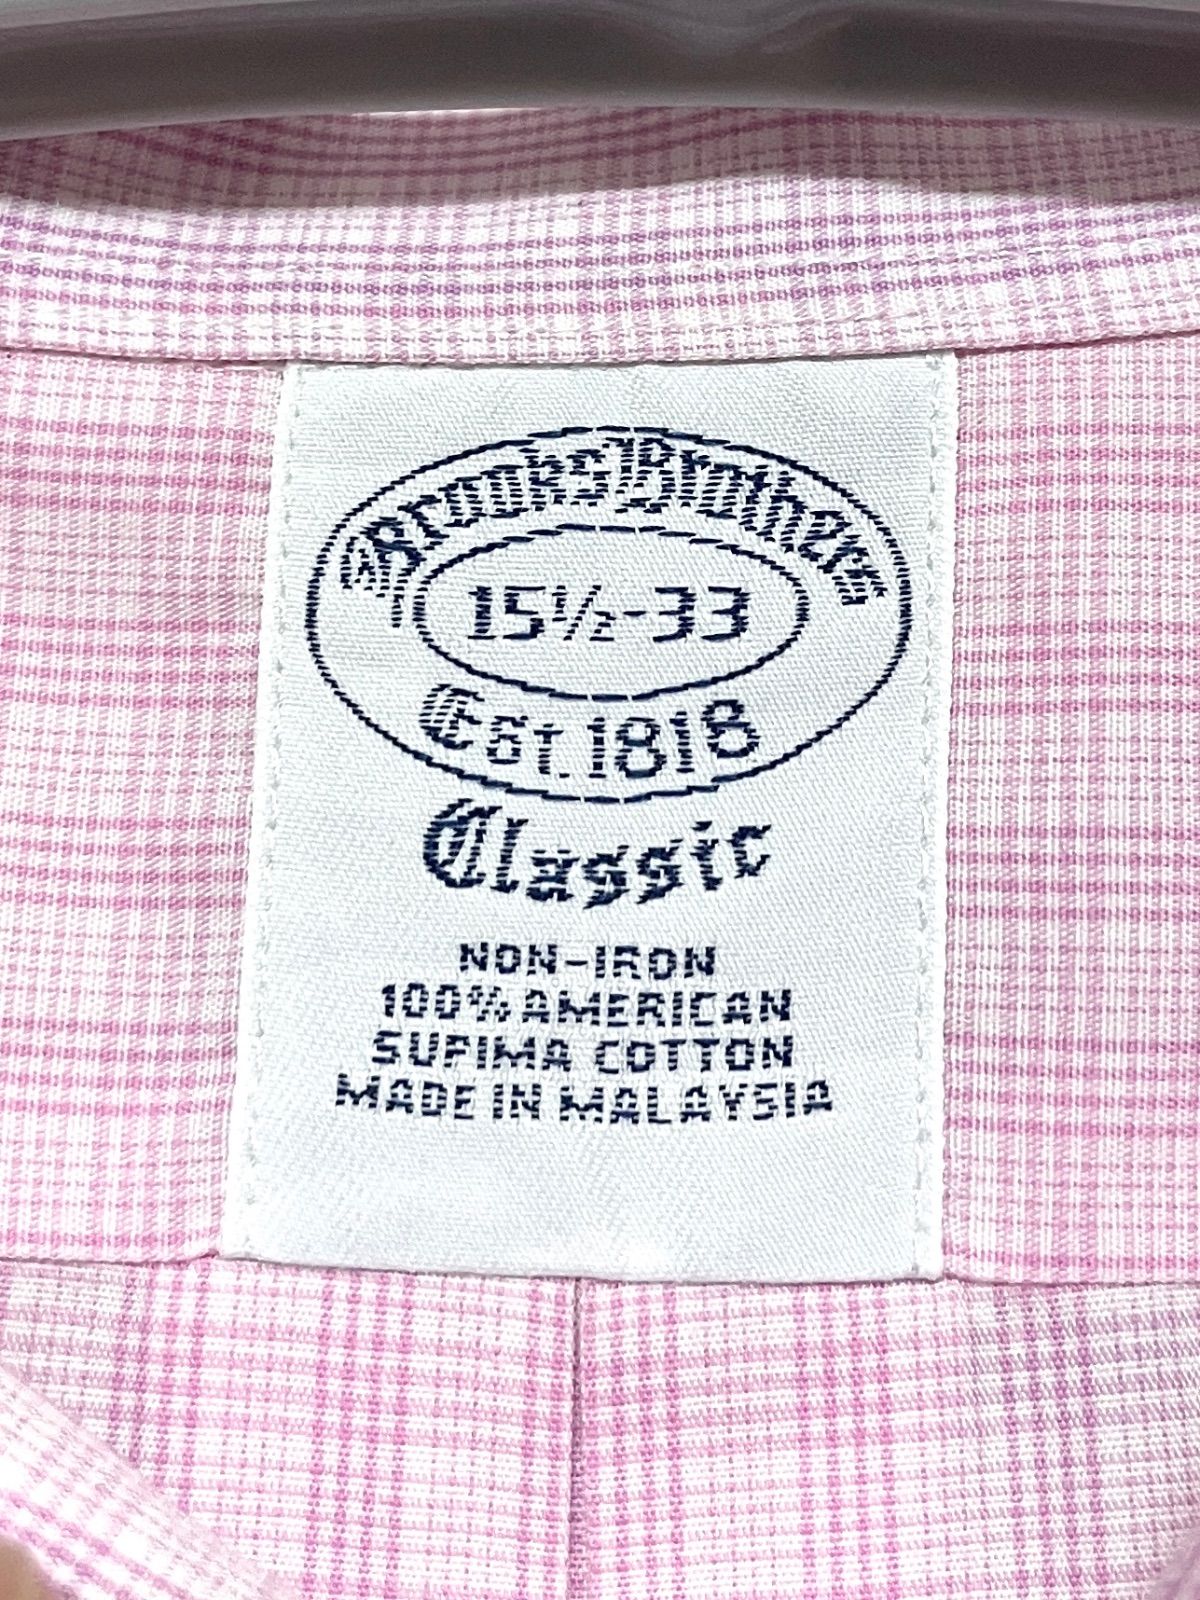 Brooks Brothers
15½-33
Est. 1818
Classic
NON-IRON
100% AMERICAN
SUPIMA COTTON
MADE IN MALAYSIA